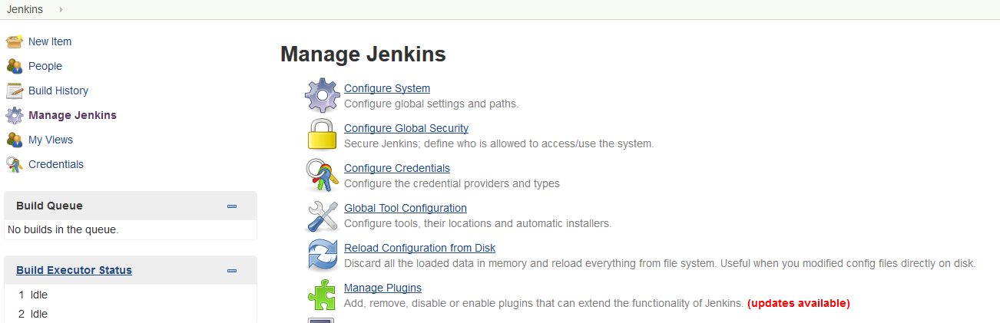 Jenkins
New Item
People
Build History
Manage Jenkins
My Views
Credentials
Build Queue
No builds in the queue.
Build Executor Status
1 Idle
2 Idle
Manage Jenkins
Configure System
Configure global settings and paths.
Configure Global Security
Secure Jenkins; define who is allowed to access/use the system.
Configure Credentials
Configure the credential providers and types
Global Tool Configuration
Configure tools, their locations and automatic installers.
Reload Configuration from Disk
Discard all the loaded data in memory and reload everything from file system. Useful when you modified config files directly on disk.
Manage Plugins
Add, remove, disable or enable plugins that can extend the functionality of Jenkins. (updates available)